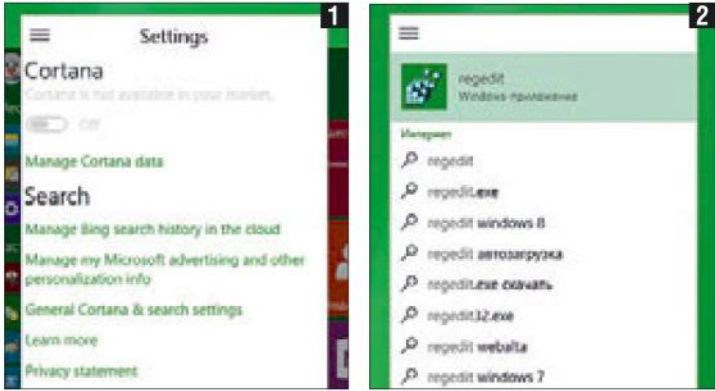 1
Settings
Cortana
Cortana is not available in your market.
Off
Manage Cortana data
Search
Manage Bing search history in the cloud
Manage my Microsoft advertising and other
personalization info
General Cortana & search settings
Learn more
Privacy statement
2
regedit
Windows-приложение
Интернет
regedit
regedit.exe
regedit windows 8
regedit автозагрузка
regedit.exe скачать
regedit32.exe
regedit webalta
regedit windows 7